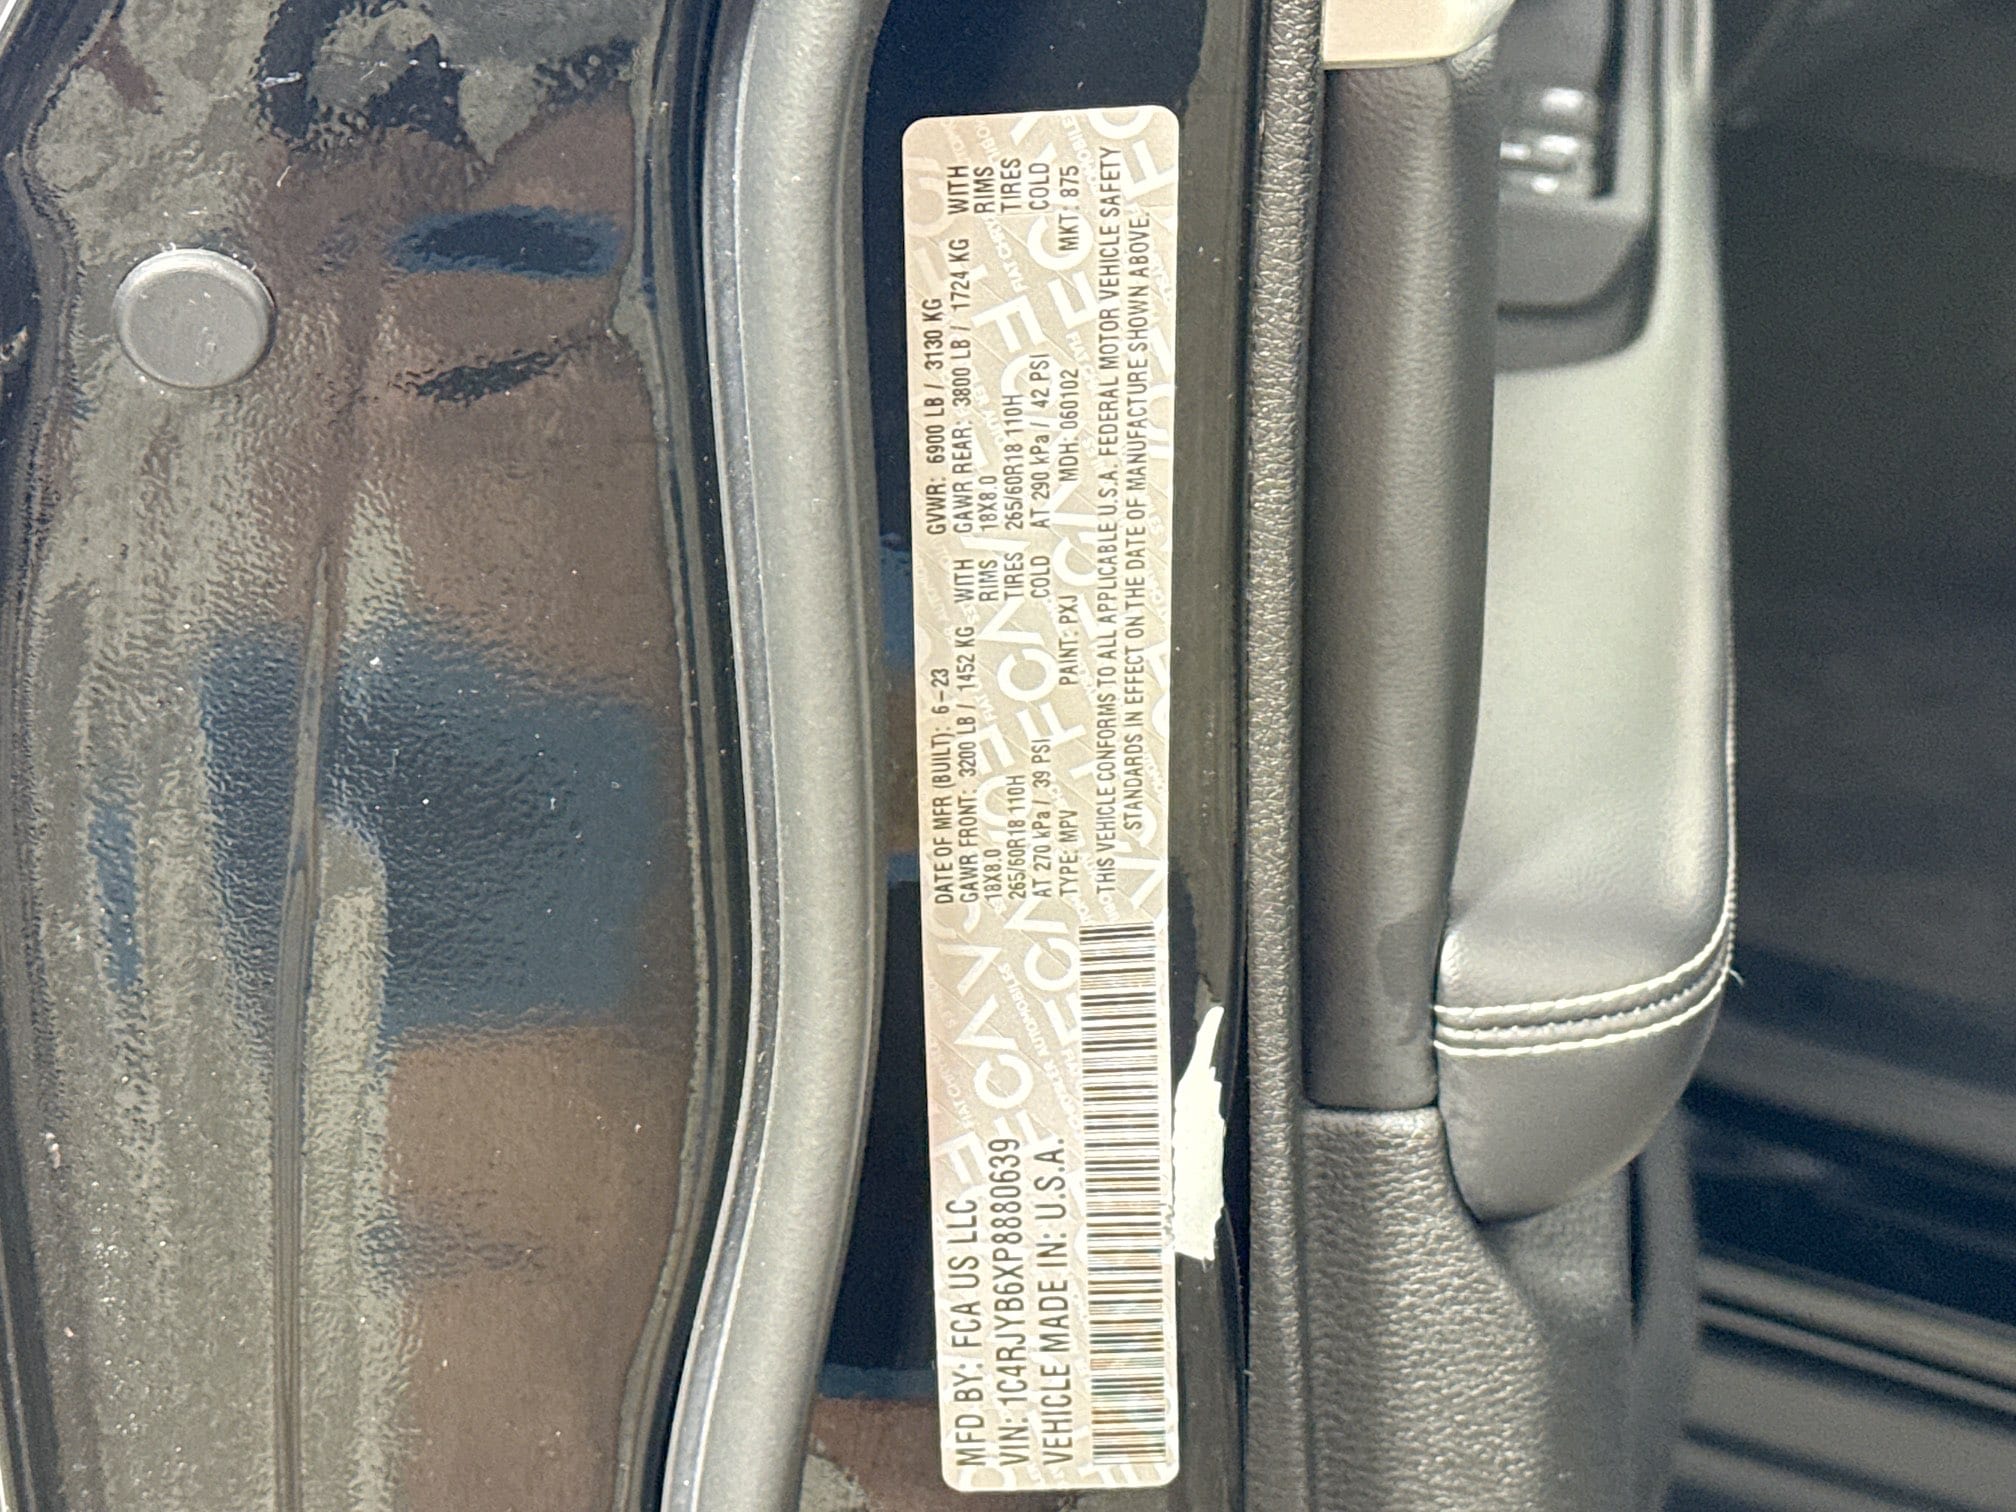 MFD BY: FCA US LLC
VIN: 1C4RJYB6XP8880639
VEHICLE MADE IN: U.S.A.
DATE OF MFR (BUILT): 6-23 GVWR: 6900 LB / 3130 KG
GAWR FRONT: 3200 LB / 1452 KG WITH GAWR REAR: 3800 LB / 1724 KG WITH
18X8.0 RIMS 18X8.0 RIMS
265/60R18 110H TIRES 265/60R18 110H TIRES
AT 270 kPa / 39 PSI COLD AT 290 kPa / 42 PSI COLD
TYPE: MPV PAINT: PXJ MDH: 060102 MKT: 875
THIS VEHICLE CONFORMS TO ALL APPLICABLE U.S.A. FEDERAL MOTOR VEHICLE SAFETY
STANDARDS IN EFFECT ON THE DATE OF MANUFACTURE SHOWN ABOVE.